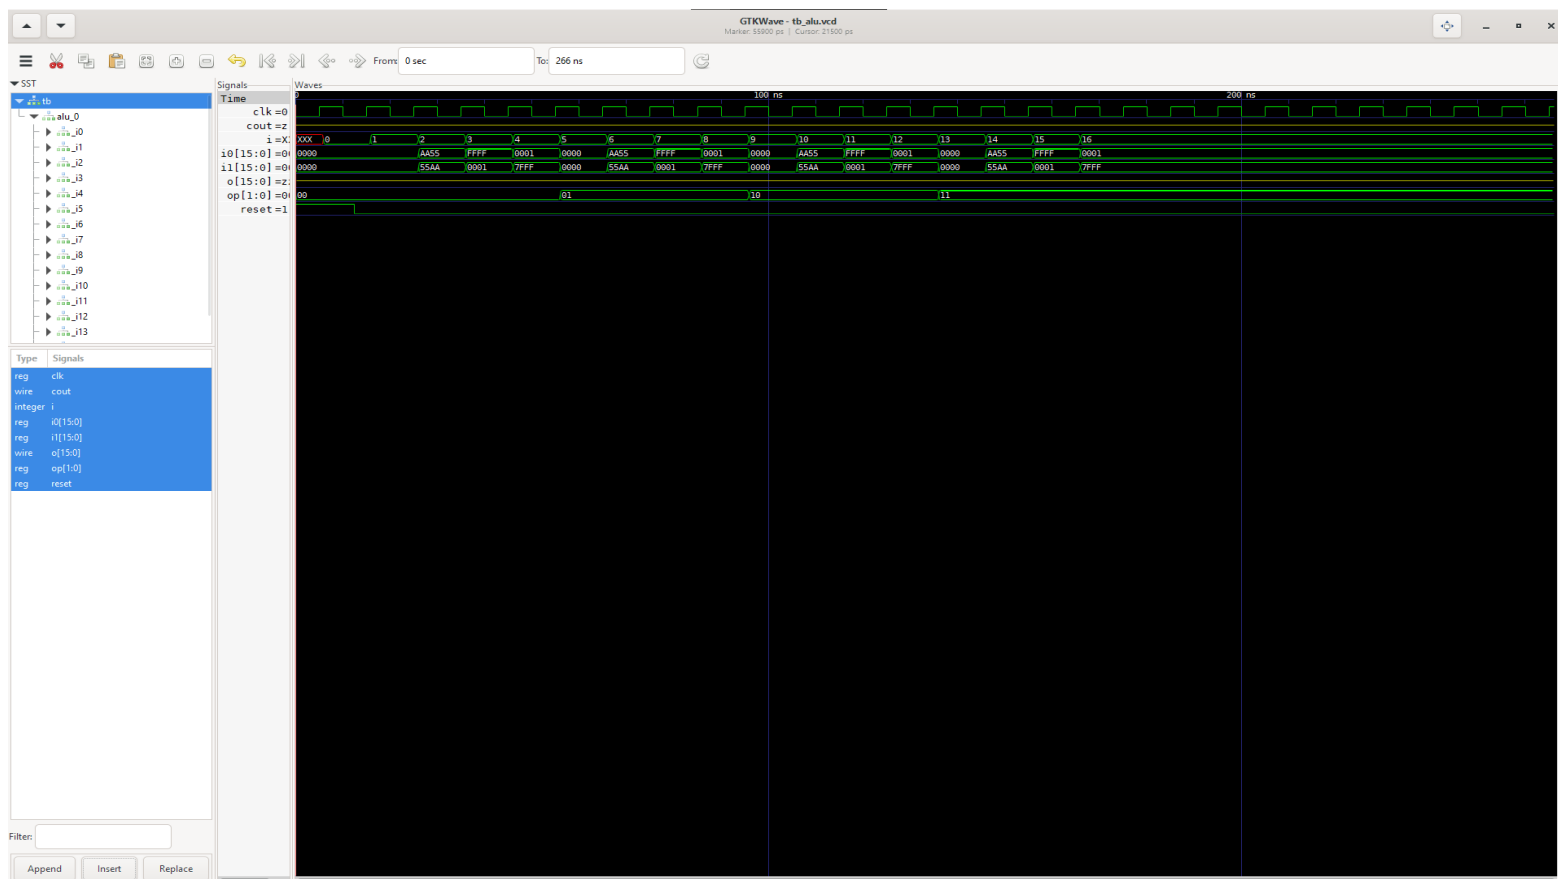 GTKWave - tb_alu.vcd
Marker: 55900 ps | Cursor: 21500 ps
From: 0 sec To: 266 ns
SST
tb
alu_0
_i0
_i1
_i2
_i3
_i4
_i5
_i6
_i7
_i8
_i9
_i10
_i11
_i12
_i13
Type Signals
reg clk
wire cout
integer i
reg i0[15:0]
reg i1[15:0]
wire o[15:0]
reg op[1:0]
reg reset
Filter:
Append Insert Replace
Signals
Time
clk =0
cout =z
i =X
i0[15:0] =0
i1[15:0] =0
o[15:0] =z
op[1:0] =0
reset =1
Waves
0 100 ns 200 ns
XXX 0 1 2 3 4 5 6 7 8 9 10 11 12 13 14 15 16
0000 AA55 FFFF 0001 0000 AA55 FFFF 0001 0000 AA55 FFFF 0001 0000 AA55 FFFF 0001
0000 55AA 0001 7FFF 0000 55AA 0001 7FFF 0000 55AA 0001 7FFF 0000 55AA 0001 7FFF
00 01 10 11